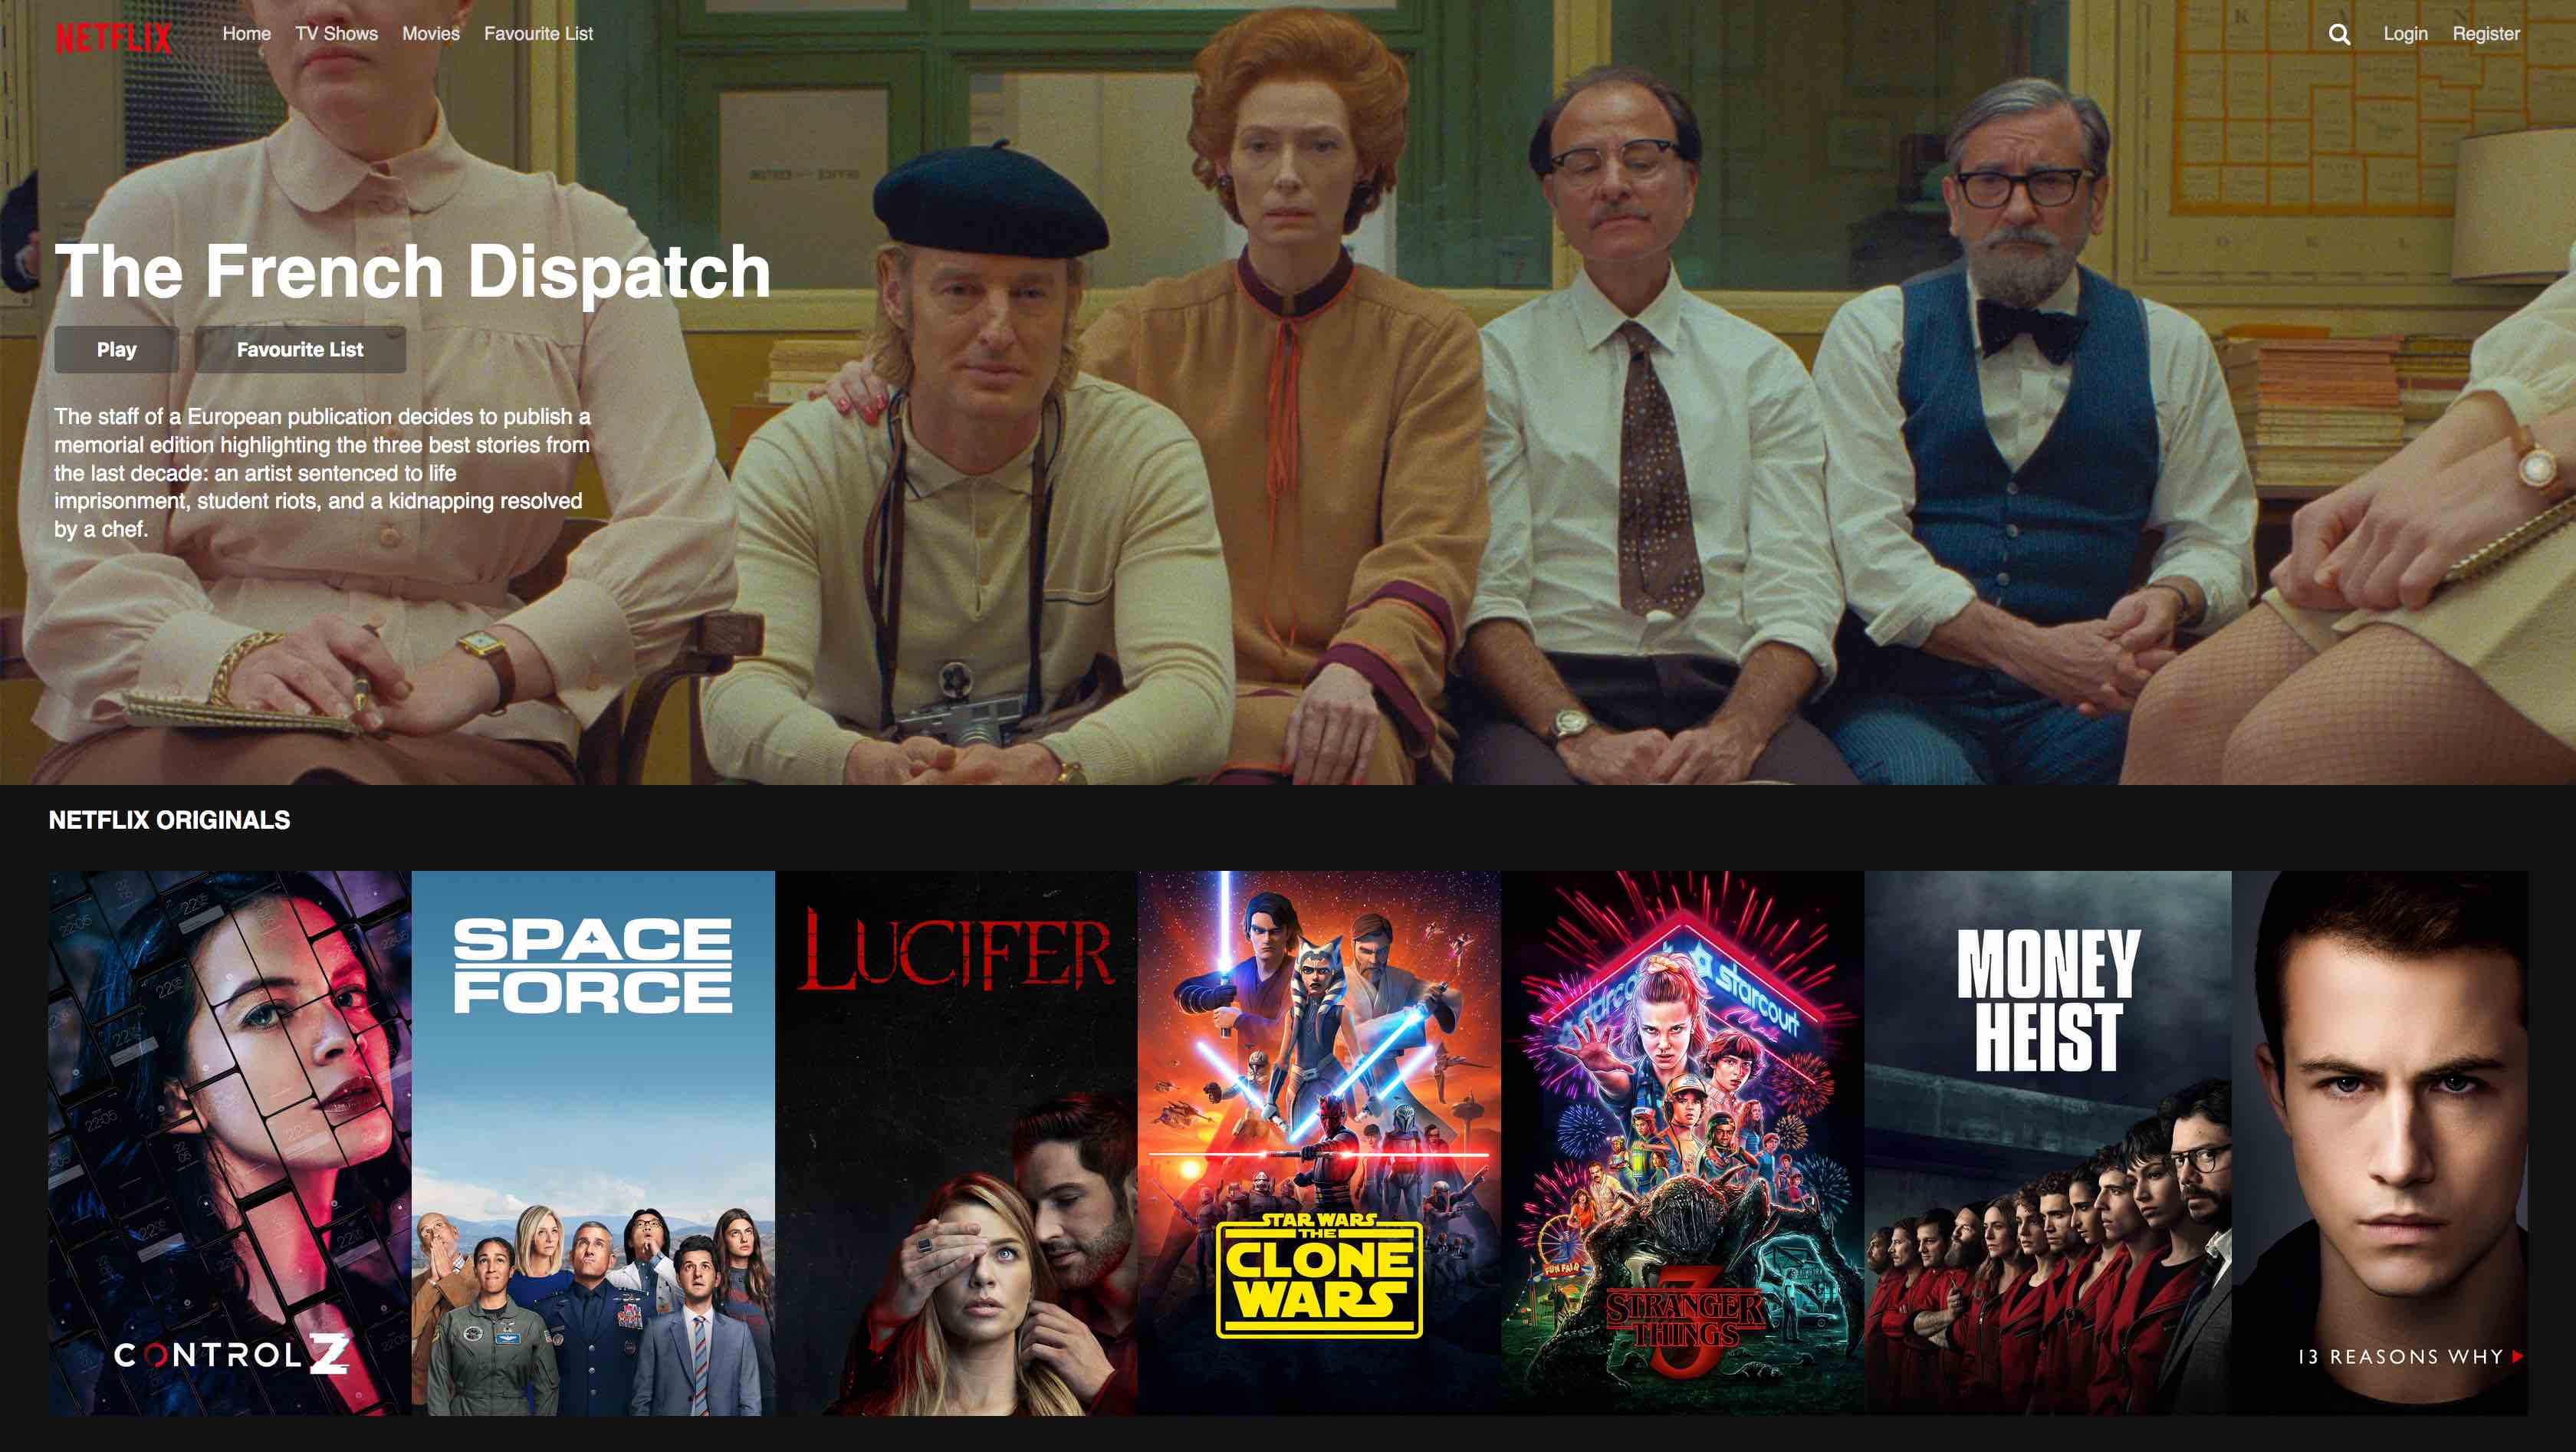 NETFLIX
Home TV Shows Movies Favourite List
Login Register
The French Dispatch
Play Favourite List
The staff of a European publication decides to publish a
memorial edition highlighting the three best stories from
the last decade: an artist sentenced to life
imprisonment, student riots, and a kidnapping resolved
by a chef.
NETFLIX ORIGINALS
CONTROL Z
SPACE
FORCE
LUCIFER
STAR WARS
THE
CLONE
WARS
starcourt
FUN FAIR
3
STRANGER
THINGS
MONEY
HEIST
13 REASONS WHY